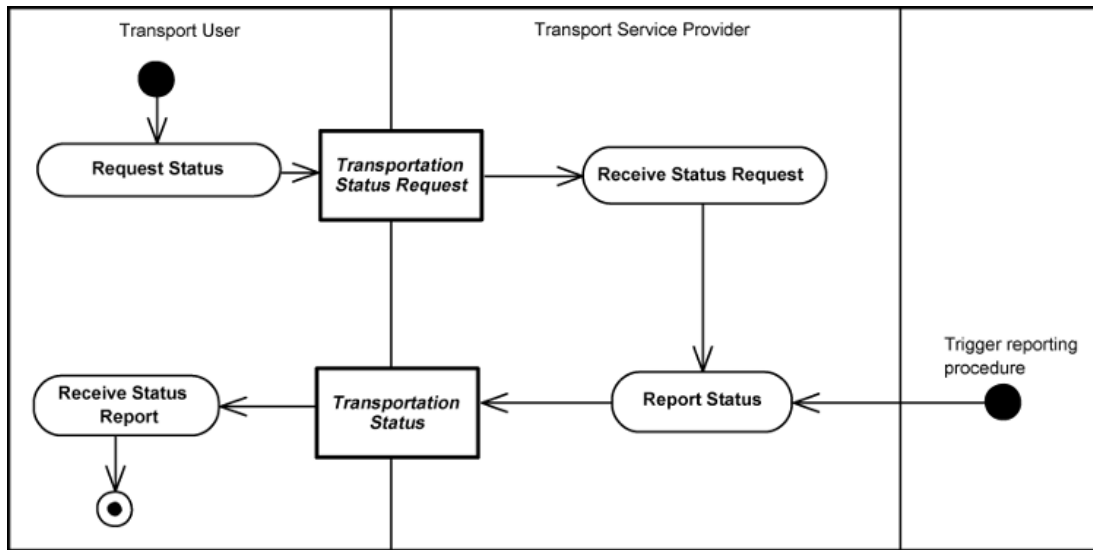 Transport User
Transport Service Provider
Request Status
Transportation
Status Request
Receive Status Request
Trigger reporting
procedure
Receive Status
Report
Transportation
Status
Report Status